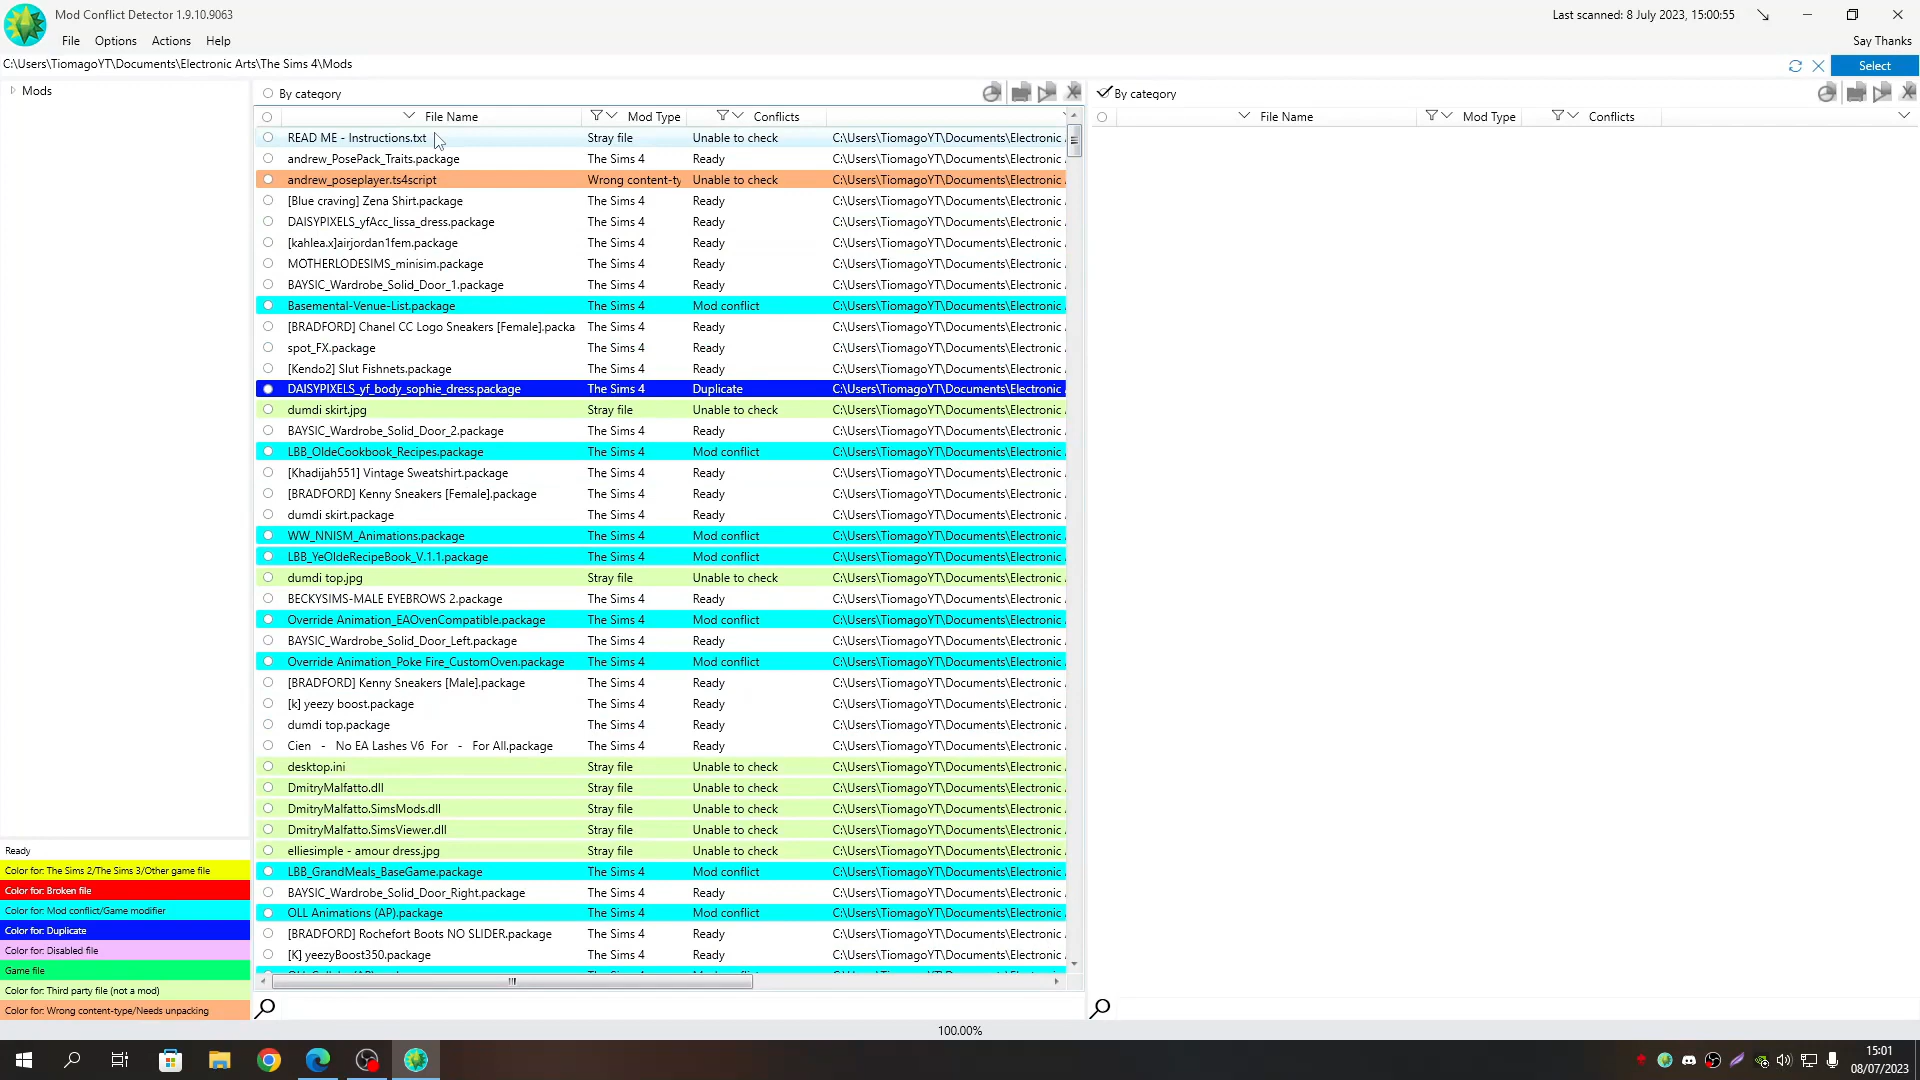 Mod Conflict Detector 1.9.10.9063
Last scanned: 8 July 2023, 15:00:55
File Options Actions Help
Say Thanks
C:\Users\TiomagoYT\Documents\Electronic Arts\The Sims 4\Mods
Select
Mods
By category
By category
File Name Mod Type Conflicts
File Name Mod Type Conflicts
READ ME - Instructions.txt Stray file Unable to check C:\Users\TiomagoYT\Documents\Electronic
andrew_PosePack_Traits.package The Sims 4 Ready C:\Users\TiomagoYT\Documents\Electronic
andrew_poseplayer.ts4script Wrong content-ty Unable to check C:\Users\TiomagoYT\Documents\Electronic
[Blue craving] Zena Shirt.package The Sims 4 Ready C:\Users\TiomagoYT\Documents\Electronic
DAISYPIXELS_yfAcc_lissa_dress.package The Sims 4 Ready C:\Users\TiomagoYT\Documents\Electronic
[kahlea.x]airjordan1fem.package The Sims 4 Ready C:\Users\TiomagoYT\Documents\Electronic
MOTHERLODESIMS_minisim.package The Sims 4 Ready C:\Users\TiomagoYT\Documents\Electronic
BAYSIC_Wardrobe_Solid_Door_1.package The Sims 4 Ready C:\Users\TiomagoYT\Documents\Electronic
Basemental-Venue-List.package The Sims 4 Mod conflict C:\Users\TiomagoYT\Documents\Electronic
[BRADFORD] Chanel CC Logo Sneakers [Female].packa The Sims 4 Ready C:\Users\TiomagoYT\Documents\Electronic
spot_FX.package The Sims 4 Ready C:\Users\TiomagoYT\Documents\Electronic
[Kendo2] Slut Fishnets.package The Sims 4 Ready C:\Users\TiomagoYT\Documents\Electronic
DAISYPIXELS_yf_body_sophie_dress.package The Sims 4 Duplicate C:\Users\TiomagoYT\Documents\Electronic
dumdi skirt.jpg Stray file Unable to check C:\Users\TiomagoYT\Documents\Electronic
BAYSIC_Wardrobe_Solid_Door_2.package The Sims 4 Ready C:\Users\TiomagoYT\Documents\Electronic
LBB_OldeCookbook_Recipes.package The Sims 4 Mod conflict C:\Users\TiomagoYT\Documents\Electronic
[Khadijah551] Vintage Sweatshirt.package The Sims 4 Ready C:\Users\TiomagoYT\Documents\Electronic
[BRADFORD] Kenny Sneakers [Female].package The Sims 4 Ready C:\Users\TiomagoYT\Documents\Electronic
dumdi skirt.package The Sims 4 Ready C:\Users\TiomagoYT\Documents\Electronic
WW_NNISM_Animations.package The Sims 4 Mod conflict C:\Users\TiomagoYT\Documents\Electronic
LBB_YeOldeRecipeBook_V.1.1.package The Sims 4 Mod conflict C:\Users\TiomagoYT\Documents\Electronic
dumdi top.jpg Stray file Unable to check C:\Users\TiomagoYT\Documents\Electronic
BECKYSIMS-MALE EYEBROWS 2.package The Sims 4 Ready C:\Users\TiomagoYT\Documents\Electronic
Override Animation_EAOvenCompatible.package The Sims 4 Mod conflict C:\Users\TiomagoYT\Documents\Electronic
BAYSIC_Wardrobe_Solid_Door_Left.package The Sims 4 Ready C:\Users\TiomagoYT\Documents\Electronic
Override Animation_Poke Fire_CustomOven.package The Sims 4 Mod conflict C:\Users\TiomagoYT\Documents\Electronic
[BRADFORD] Kenny Sneakers [Male].package The Sims 4 Ready C:\Users\TiomagoYT\Documents\Electronic
[k] yeezy boost.package The Sims 4 Ready C:\Users\TiomagoYT\Documents\Electronic
dumdi top.package The Sims 4 Ready C:\Users\TiomagoYT\Documents\Electronic
Cien - No EA Lashes V6 For - For All.package The Sims 4 Ready C:\Users\TiomagoYT\Documents\Electronic
desktop.ini Stray file Unable to check C:\Users\TiomagoYT\Documents\Electronic
DmitryMalfatto.dll Stray file Unable to check C:\Users\TiomagoYT\Documents\Electronic
DmitryMalfatto.SimsMods.dll Stray file Unable to check C:\Users\TiomagoYT\Documents\Electronic
DmitryMalfatto.SimsViewer.dll Stray file Unable to check C:\Users\TiomagoYT\Documents\Electronic
elliesimple - amour dress.jpg Stray file Unable to check C:\Users\TiomagoYT\Documents\Electronic
LBB_GrandMeals_BaseGame.package The Sims 4 Mod conflict C:\Users\TiomagoYT\Documents\Electronic
BAYSIC_Wardrobe_Solid_Door_Right.package The Sims 4 Ready C:\Users\TiomagoYT\Documents\Electronic
OLL Animations (AP).package The Sims 4 Mod conflict C:\Users\TiomagoYT\Documents\Electronic
[BRADFORD] Rochefort Boots NO SLIDER.package The Sims 4 Ready C:\Users\TiomagoYT\Documents\Electronic
[K] yeezyBoost350.package The Sims 4 Ready C:\Users\TiomagoYT\Documents\Electronic
Ready
Color for: The Sims 2/The Sims 3/Other game file
Color for: Broken file
Color for: Mod conflict/Game modifier
Color for: Duplicate
Color for: Disabled file
Game file
Color for: Third party file (not a mod)
Color for: Wrong content-type/Needs unpacking
100.00%
15:01
08/07/2023